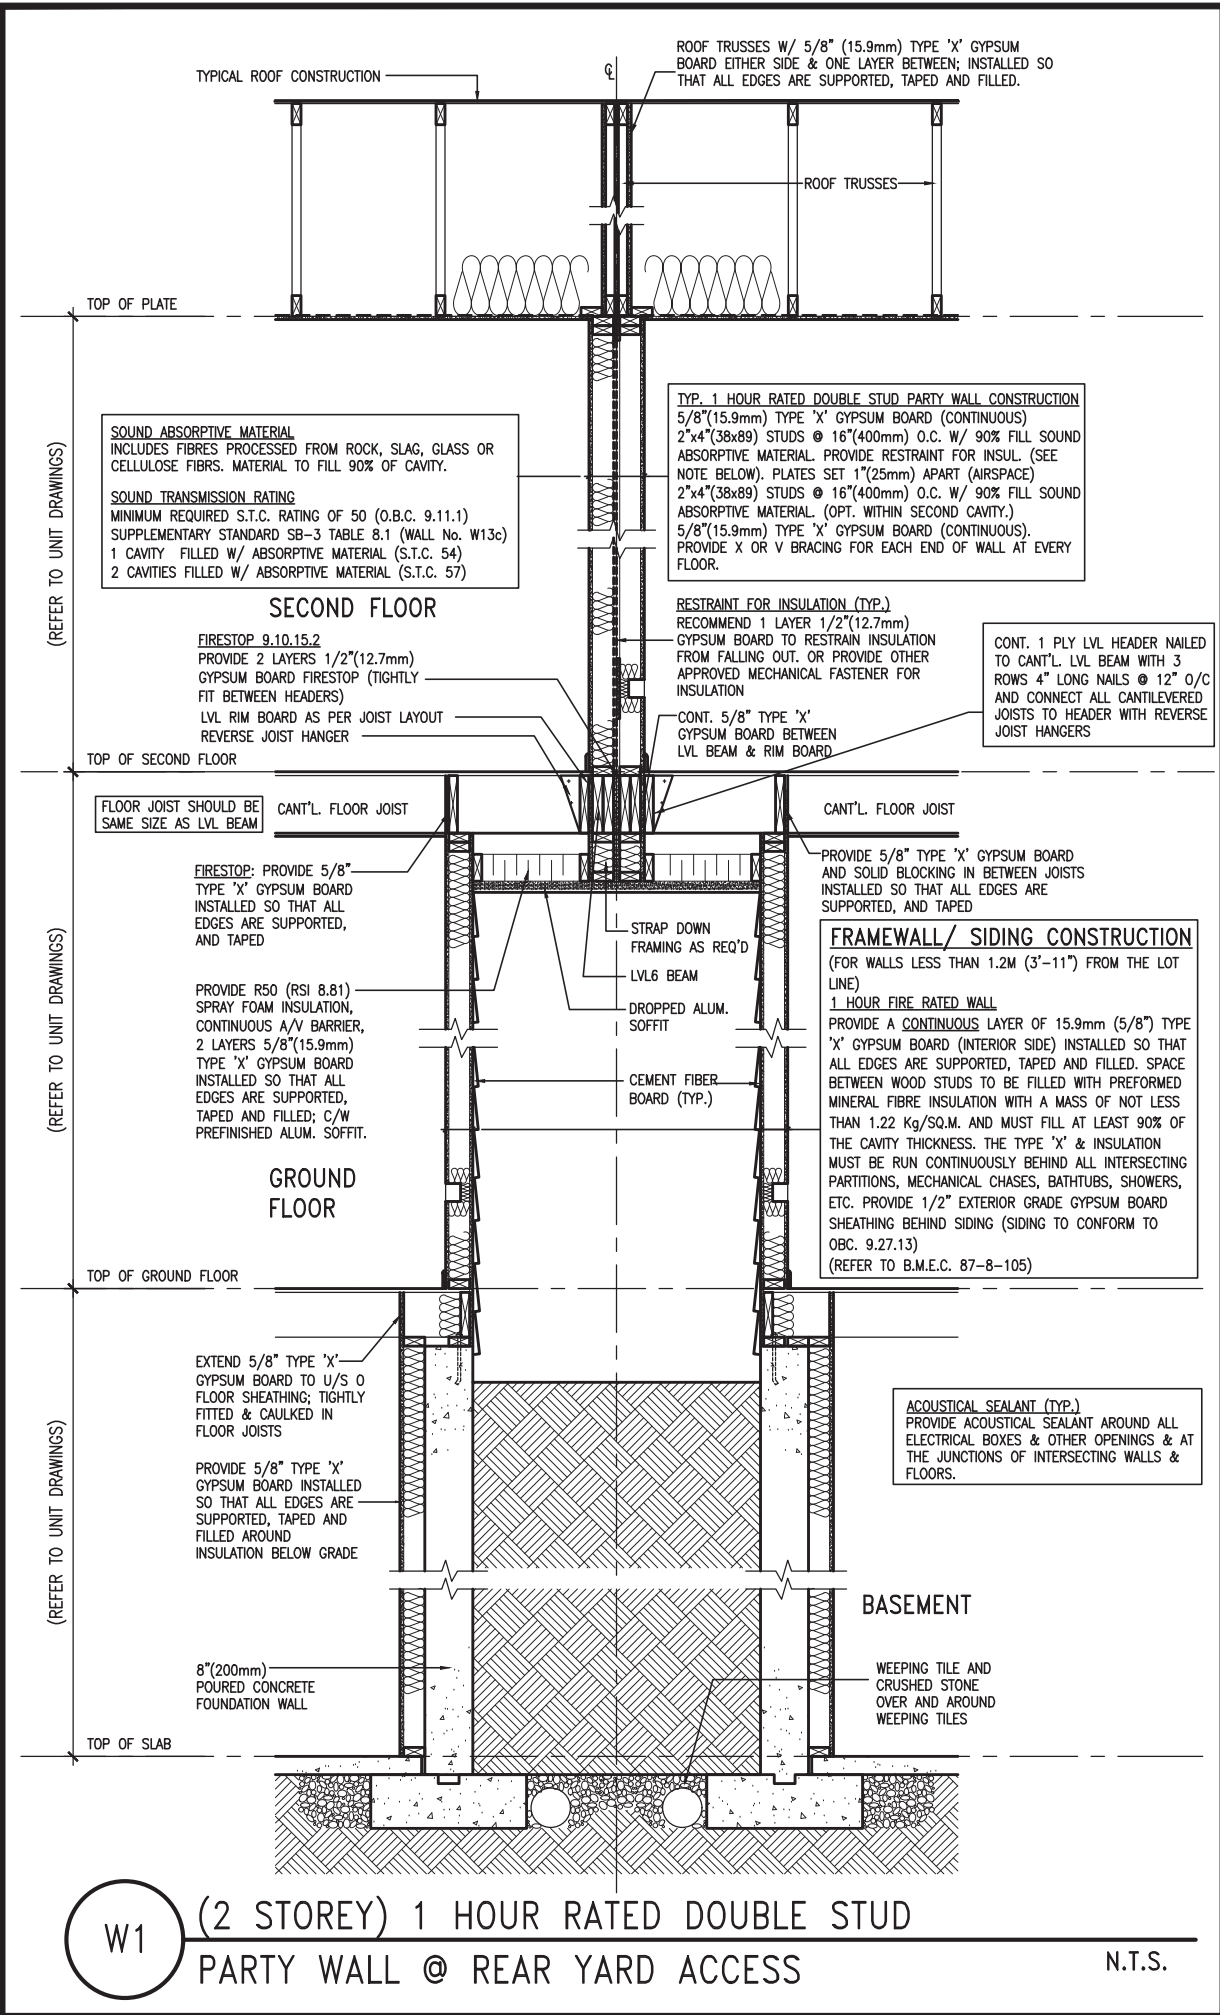 ROOF TRUSSES W/ 5/8" (15.9mm) TYPE 'X' GYPSUM
BOARD EITHER SIDE & ONE LAYER BETWEEN; INSTALLED SO
THAT ALL EDGES ARE SUPPORTED, TAPED AND FILLED.
TYPICAL ROOF CONSTRUCTION
℄
ROOF TRUSSES
TOP OF PLATE
(REFER TO UNIT DRAWINGS)
SOUND ABSORPTIVE MATERIAL
INCLUDES FIBRES PROCESSED FROM ROCK, SLAG, GLASS OR
CELLULOSE FIBRS. MATERIAL TO FILL 90% OF CAVITY.
SOUND TRANSMISSION RATING
MINIMUM REQUIRED S.T.C. RATING OF 50 (O.B.C. 9.11.1)
SUPPLEMENTARY STANDARD SB-3 TABLE 8.1 (WALL No. W13c)
1 CAVITY FILLED W/ ABSORPTIVE MATERIAL (S.T.C. 54)
2 CAVITIES FILLED W/ ABSORPTIVE MATERIAL (S.T.C. 57)
TYP. 1 HOUR RATED DOUBLE STUD PARTY WALL CONSTRUCTION
5/8"(15.9mm) TYPE 'X' GYPSUM BOARD (CONTINUOUS)
2"x4"(38x89) STUDS @ 16"(400mm) O.C. W/ 90% FILL SOUND
ABSORPTIVE MATERIAL. PROVIDE RESTRAINT FOR INSUL. (SEE
NOTE BELOW). PLATES SET 1"(25mm) APART (AIRSPACE)
2"x4"(38x89) STUDS @ 16"(400mm) O.C. W/ 90% FILL SOUND
ABSORPTIVE MATERIAL. (OPT. WITHIN SECOND CAVITY.)
5/8"(15.9mm) TYPE 'X' GYPSUM BOARD (CONTINUOUS).
PROVIDE X OR V BRACING FOR EACH END OF WALL AT EVERY
FLOOR.
SECOND FLOOR
FIRESTOP 9.10.15.2
PROVIDE 2 LAYERS 1/2"(12.7mm)
GYPSUM BOARD FIRESTOP (TIGHTLY
FIT BETWEEN HEADERS)
LVL RIM BOARD AS PER JOIST LAYOUT
REVERSE JOIST HANGER
RESTRAINT FOR INSULATION (TYP.)
RECOMMEND 1 LAYER 1/2"(12.7mm)
GYPSUM BOARD TO RESTRAIN INSULATION
FROM FALLING OUT. OR PROVIDE OTHER
APPROVED MECHANICAL FASTENER FOR
INSULATION
CONT. 5/8" TYPE 'X'
GYPSUM BOARD BETWEEN
LVL BEAM & RIM BOARD
CONT. 1 PLY LVL HEADER NAILED
TO CANT'L. LVL BEAM WITH 3
ROWS 4" LONG NAILS @ 12" O/C
AND CONNECT ALL CANTILEVERED
JOISTS TO HEADER WITH REVERSE
JOIST HANGERS
TOP OF SECOND FLOOR
FLOOR JOIST SHOULD BE
SAME SIZE AS LVL BEAM
CANT'L. FLOOR JOIST
CANT'L. FLOOR JOIST
(REFER TO UNIT DRAWINGS)
FIRESTOP: PROVIDE 5/8"
TYPE 'X' GYPSUM BOARD
INSTALLED SO THAT ALL
EDGES ARE SUPPORTED,
AND TAPED
PROVIDE 5/8" TYPE 'X' GYPSUM BOARD
AND SOLID BLOCKING IN BETWEEN JOISTS
INSTALLED SO THAT ALL EDGES ARE
SUPPORTED, AND TAPED
STRAP DOWN
FRAMING AS REQ'D
LVL6 BEAM
DROPPED ALUM.
SOFFIT
PROVIDE R50 (RSI 8.81)
SPRAY FOAM INSULATION,
CONTINUOUS A/V BARRIER,
2 LAYERS 5/8"(15.9mm)
TYPE 'X' GYPSUM BOARD
INSTALLED SO THAT ALL
EDGES ARE SUPPORTED,
TAPED AND FILLED; C/W
PREFINISHED ALUM. SOFFIT.
CEMENT FIBER
BOARD (TYP.)
FRAMEWALL/ SIDING CONSTRUCTION
(FOR WALLS LESS THAN 1.2M (3'-11") FROM THE LOT
LINE)
1 HOUR FIRE RATED WALL
PROVIDE A CONTINUOUS LAYER OF 15.9mm (5/8") TYPE
'X' GYPSUM BOARD (INTERIOR SIDE) INSTALLED SO THAT
ALL EDGES ARE SUPPORTED, TAPED AND FILLED. SPACE
BETWEEN WOOD STUDS TO BE FILLED WITH PREFORMED
MINERAL FIBRE INSULATION WITH A MASS OF NOT LESS
THAN 1.22 Kg/SQ.M. AND MUST FILL AT LEAST 90% OF
THE CAVITY THICKNESS. THE TYPE 'X' & INSULATION
MUST BE RUN CONTINUOUSLY BEHIND ALL INTERSECTING
PARTITIONS, MECHANICAL CHASES, BATHTUBS, SHOWERS,
ETC. PROVIDE 1/2" EXTERIOR GRADE GYPSUM BOARD
SHEATHING BEHIND SIDING (SIDING TO CONFORM TO
OBC. 9.27.13)
(REFER TO B.M.E.C. 87-8-105)
GROUND
FLOOR
TOP OF GROUND FLOOR
(REFER TO UNIT DRAWINGS)
EXTEND 5/8" TYPE 'X'
GYPSUM BOARD TO U/S O
FLOOR SHEATHING; TIGHTLY
FITTED & CAULKED IN
FLOOR JOISTS
PROVIDE 5/8" TYPE 'X'
GYPSUM BOARD INSTALLED
SO THAT ALL EDGES ARE
SUPPORTED, TAPED AND
FILLED AROUND
INSULATION BELOW GRADE
ACOUSTICAL SEALANT (TYP.)
PROVIDE ACOUSTICAL SEALANT AROUND ALL
ELECTRICAL BOXES & OTHER OPENINGS & AT
THE JUNCTIONS OF INTERSECTING WALLS &
FLOORS.
BASEMENT
8"(200mm)
POURED CONCRETE
FOUNDATION WALL
WEEPING TILE AND
CRUSHED STONE
OVER AND AROUND
WEEPING TILES
TOP OF SLAB
W1
(2 STOREY) 1 HOUR RATED DOUBLE STUD
PARTY WALL @ REAR YARD ACCESS
N.T.S.